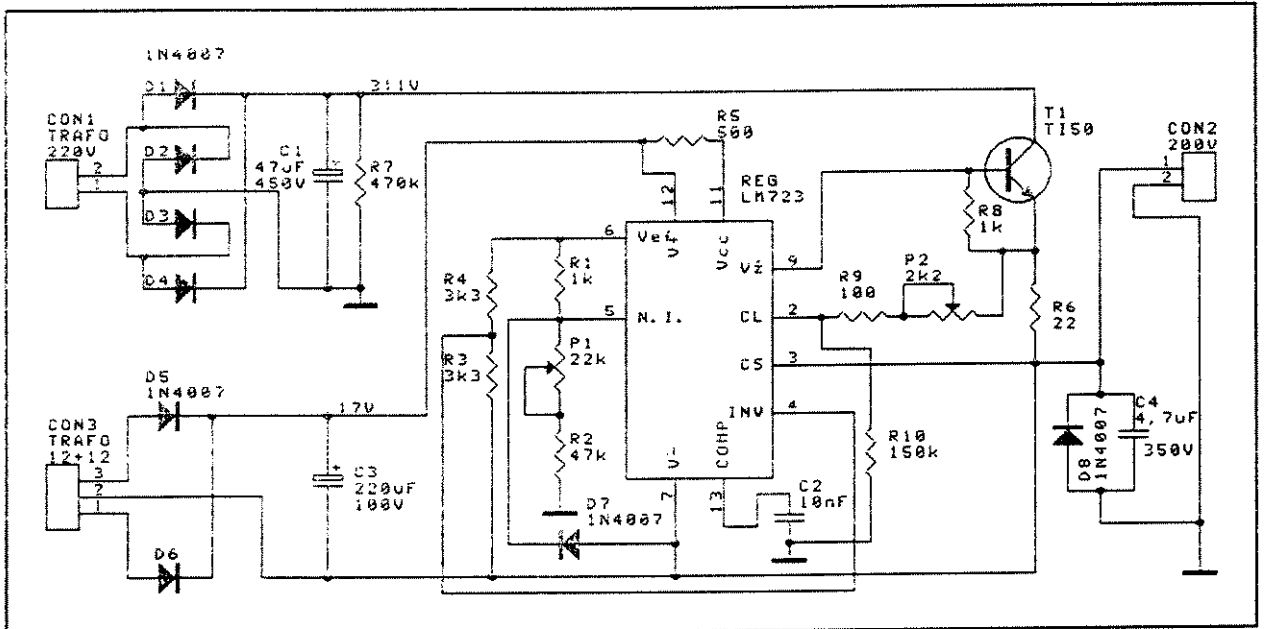 1N4007
D1
311V
CON1
TRAFO
220V
2
1
D2
D3
D4
C1
47uF
450V
R7
470k
R5
500
T1
TI50
CON2
200V
1
2
12
11
REG
LM723
6
Vef
V+
Vcc
Vz
9
R8
1k
R4
3k3
R1
1k
R9
100
P2
2k2
5
N.I.
CL
2
R6
22
R3
3k3
P1
22k
CS
3
D5
1N4007
17V
INV
4
D8
1N4007
C4
4,7uF
350V
CON3
TRAFO
12+12
3
2
1
R2
47k
V-
COMP
R10
150k
C3
220uF
100V
7
13
C2
10nF
D7
1N4007
D6